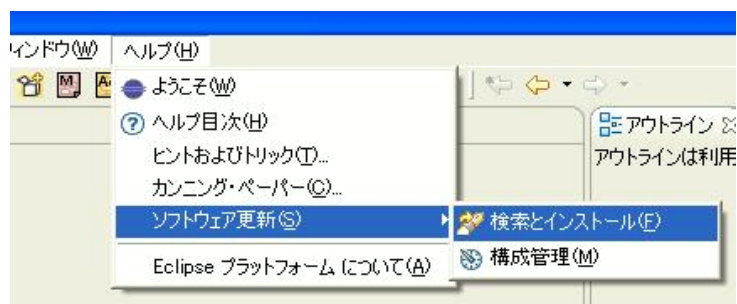 ィンドウ(W) ヘルプ(H)
ようこそ(W)
ヘルプ目次(H)
ヒントおよびトリック(T)...
カンニング・ペーパー(C)...
ソフトウェア更新(S)
Eclipse プラットフォーム について(A)
検索とインストール(F)
構成管理(M)
アウトライン
アウトラインは利用